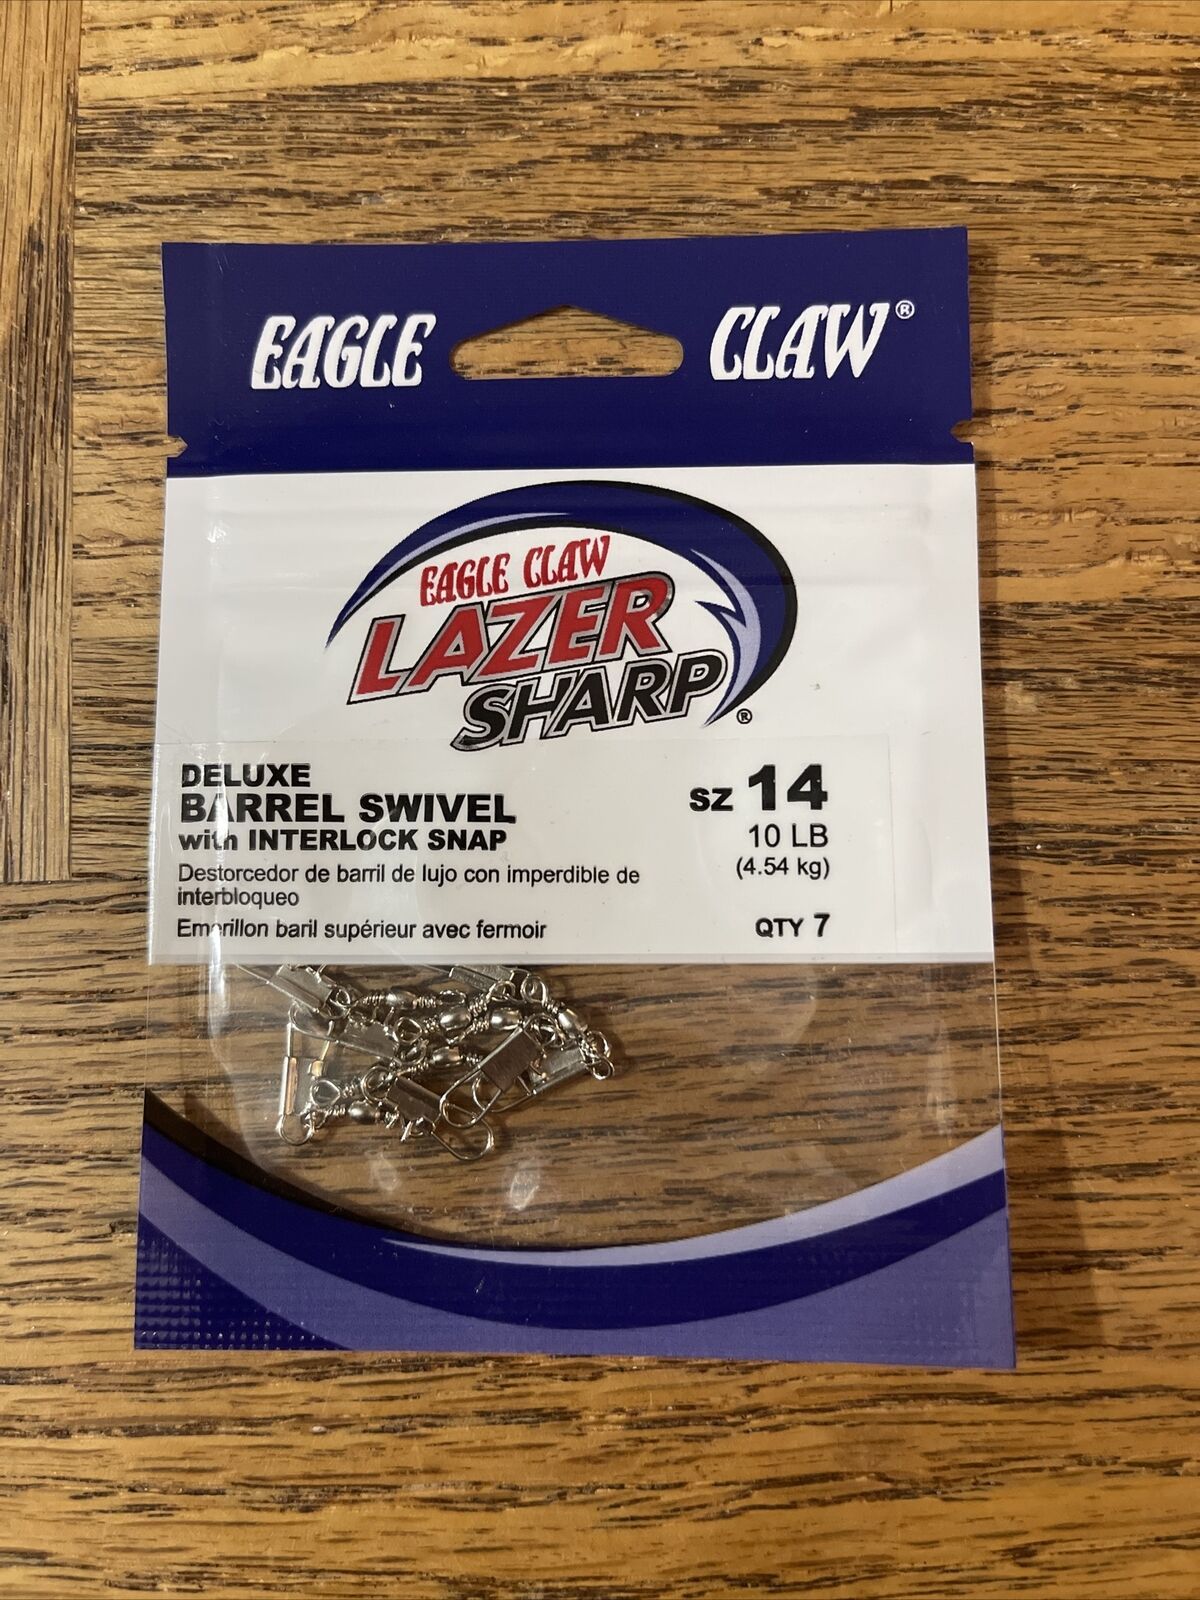 EAGLE CLAW®
EAGLE CLAW
LAZER
SHARP®
DELUXE
BARREL SWIVEL
with INTERLOCK SNAP
Destorcedor de barril de lujo con imperdible de
interbloqueo
Emerillon baril supérieur avec fermoir
SZ 14
10 LB
(4.54 kg)
QTY 7